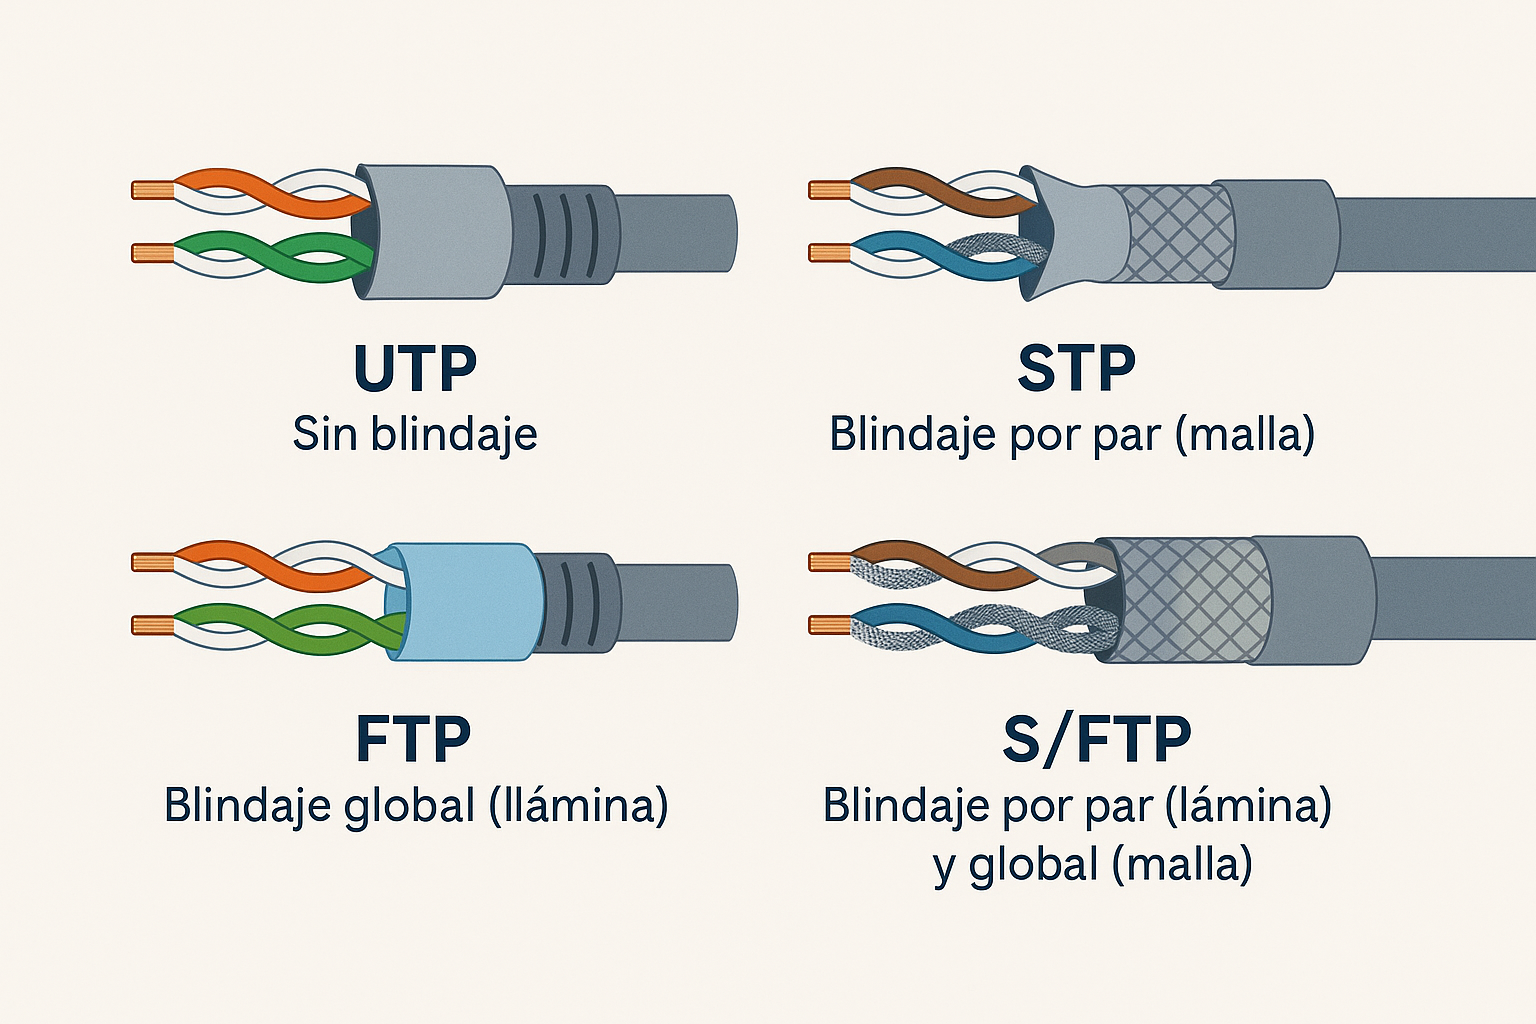 UTP
Sin blindaje
STP
Blindaje por par (malla)
FTP
Blindaje global (llámina)
S/FTP
Blindaje por par (lámina)
y global (malla)